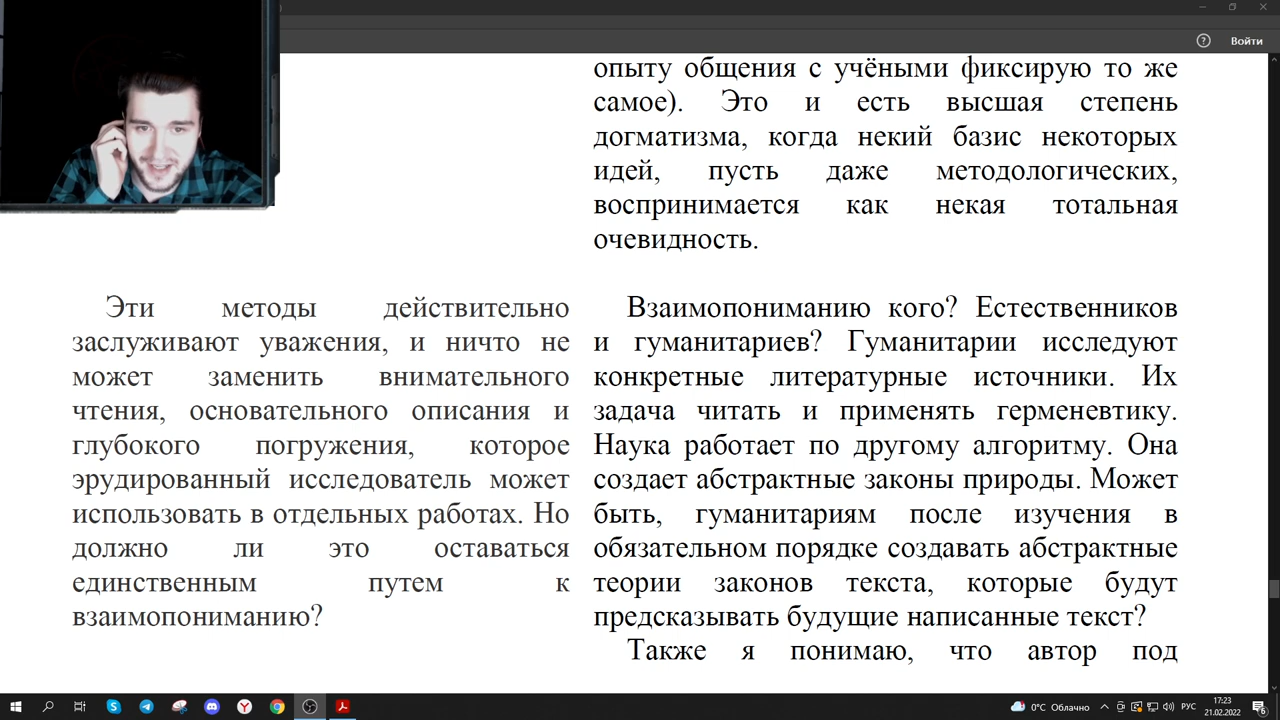 Войти
опыту общения с учёными фиксирую то же
самое). Это и есть высшая степень
догматизма, когда некий базис некоторых
идей, пусть даже методологических,
воспринимается как некая тотальная
очевидность.
Эти методы действительно
заслуживают уважения, и ничто не
может заменить внимательного
чтения, основательного описания и
глубокого погружения, которое
эрудированный исследователь может
использовать в отдельных работах. Но
должно ли это оставаться
единственным путем к
взаимопониманию?
Взаимопониманию кого? Естественников
и гуманитариев? Гуманитарии исследуют
конкретные литературные источники. Их
задача читать и применять герменевтику.
Наука работает по другому алгоритму. Она
создает абстрактные законы природы. Может
быть, гуманитариям после изучения в
обязательном порядке создавать абстрактные
теории законов текста, которые будут
предсказывать будущие написанные текст?
Также я понимаю, что автор под
0°C Облачно
РУС
17:23
21.02.2022
6